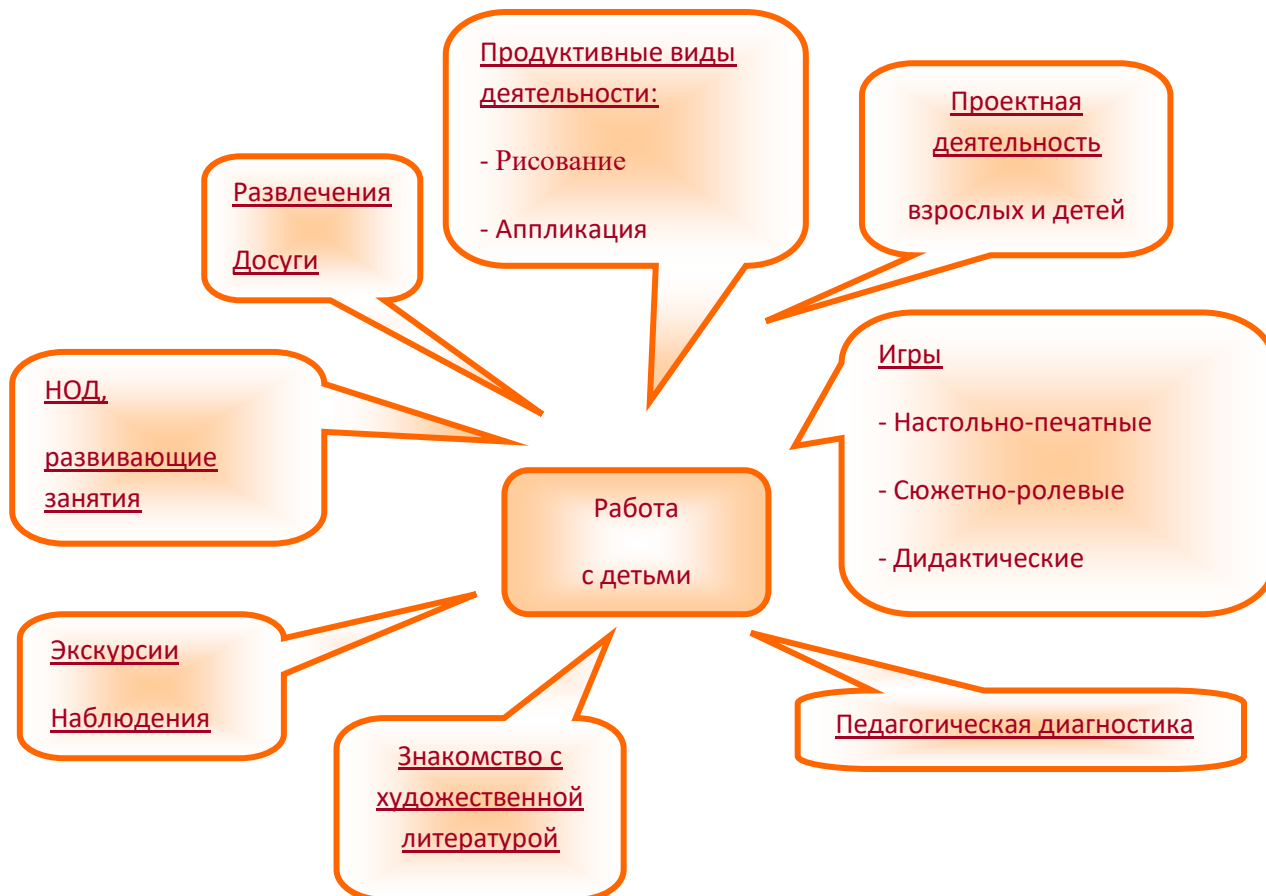 Продуктивные виды
деятельности:
- Рисование
- Аппликация
Проектная
деятельность
взрослых и детей
Развлечения
Досуги
Игры
- Настольно-печатные
- Сюжетно-ролевые
- Дидактические
НОД,
развивающие
занятия
Работа
с детьми
Экскурсии
Наблюдения
Педагогическая диагностика
Знакомство с
художественной
литературой